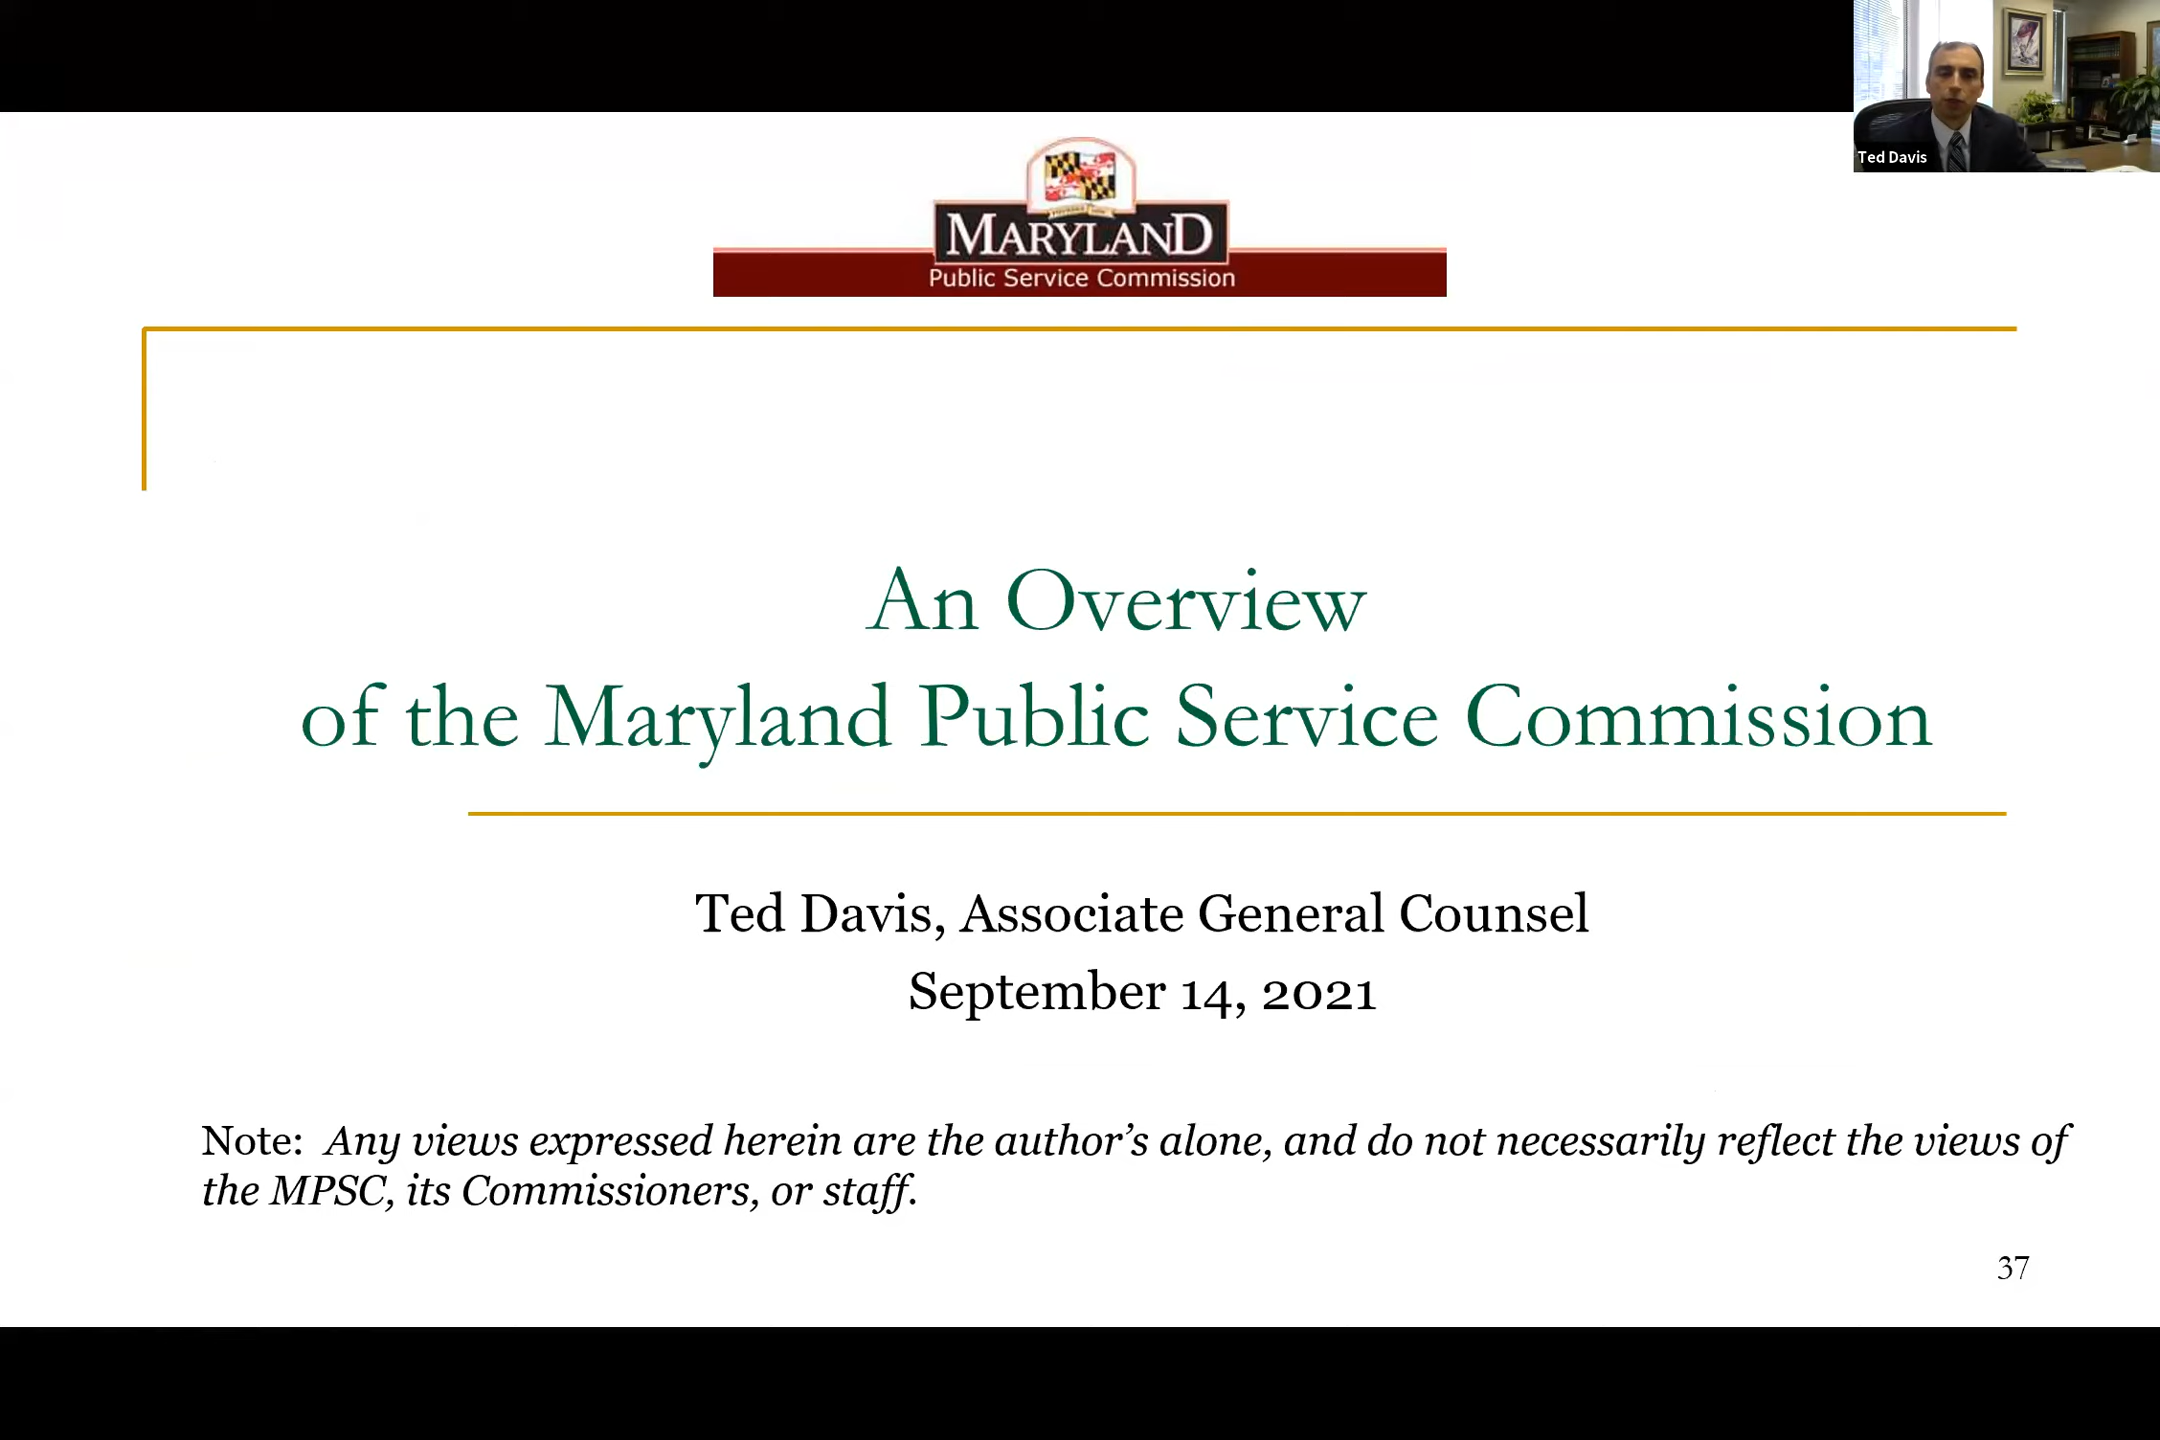 Ted Davis
MARYLAND
Public Service Commission
An Overview
of the Maryland Public Service Commission
Ted Davis, Associate General Counsel
September 14, 2021
Note: Any views expressed herein are the author’s alone, and do not necessarily reflect the views of
the MPSC, its Commissioners, or staff.
37